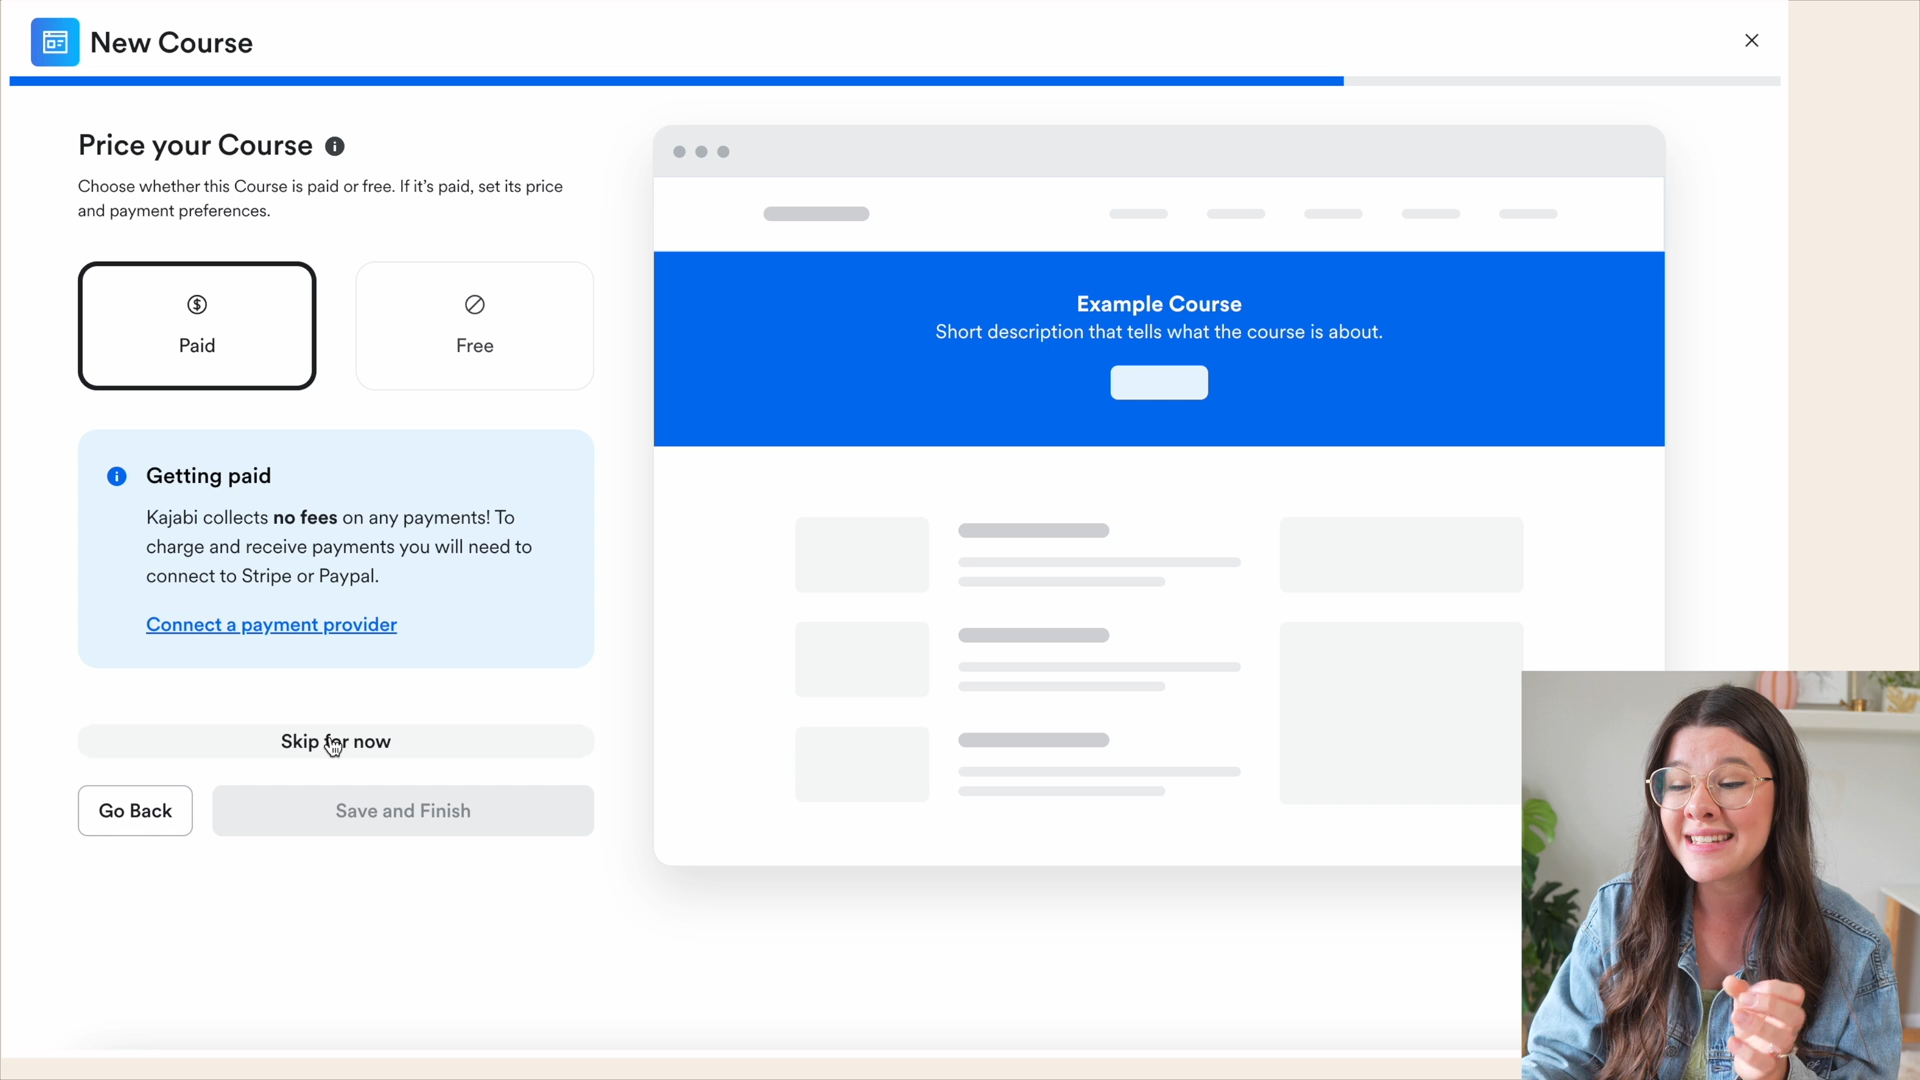 New Course
Price your Course
Choose whether this Course is paid or free. If it's paid, set its price
and payment preferences.
Paid
Free
Getting paid
Kajabi collects no fees on any payments! To
charge and receive payments you will need to
connect to Stripe or Paypal.
Connect a payment provider
Skip for now
Go Back
Save and Finish
Example Course
Short description that tells what the course is about.